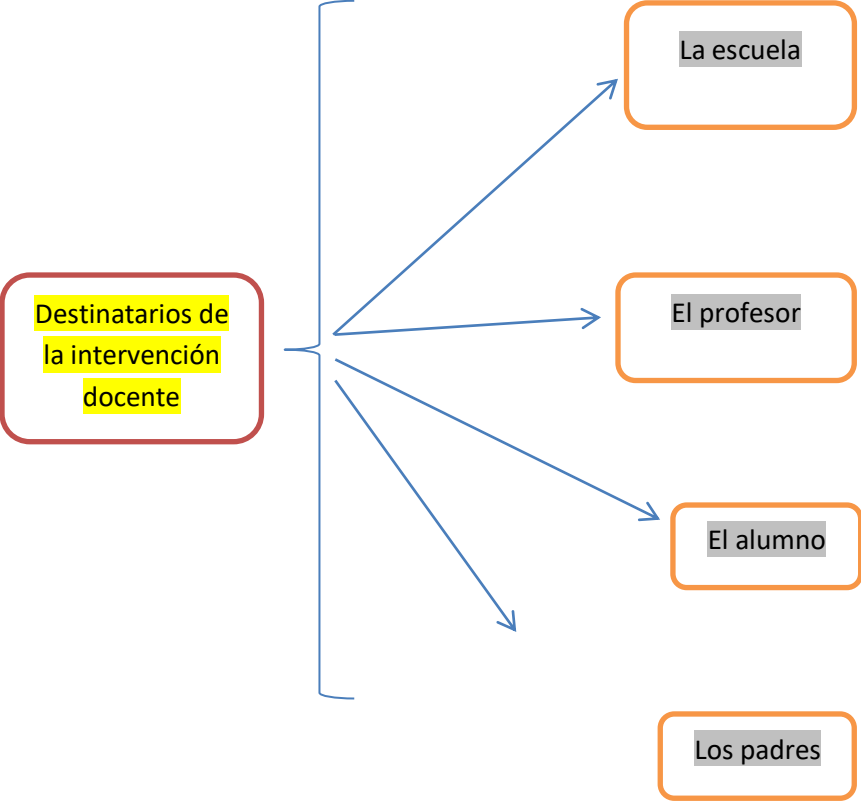 La escuela
El profesor
Destinatarios de
la intervención
docente
El alumno
Los padres